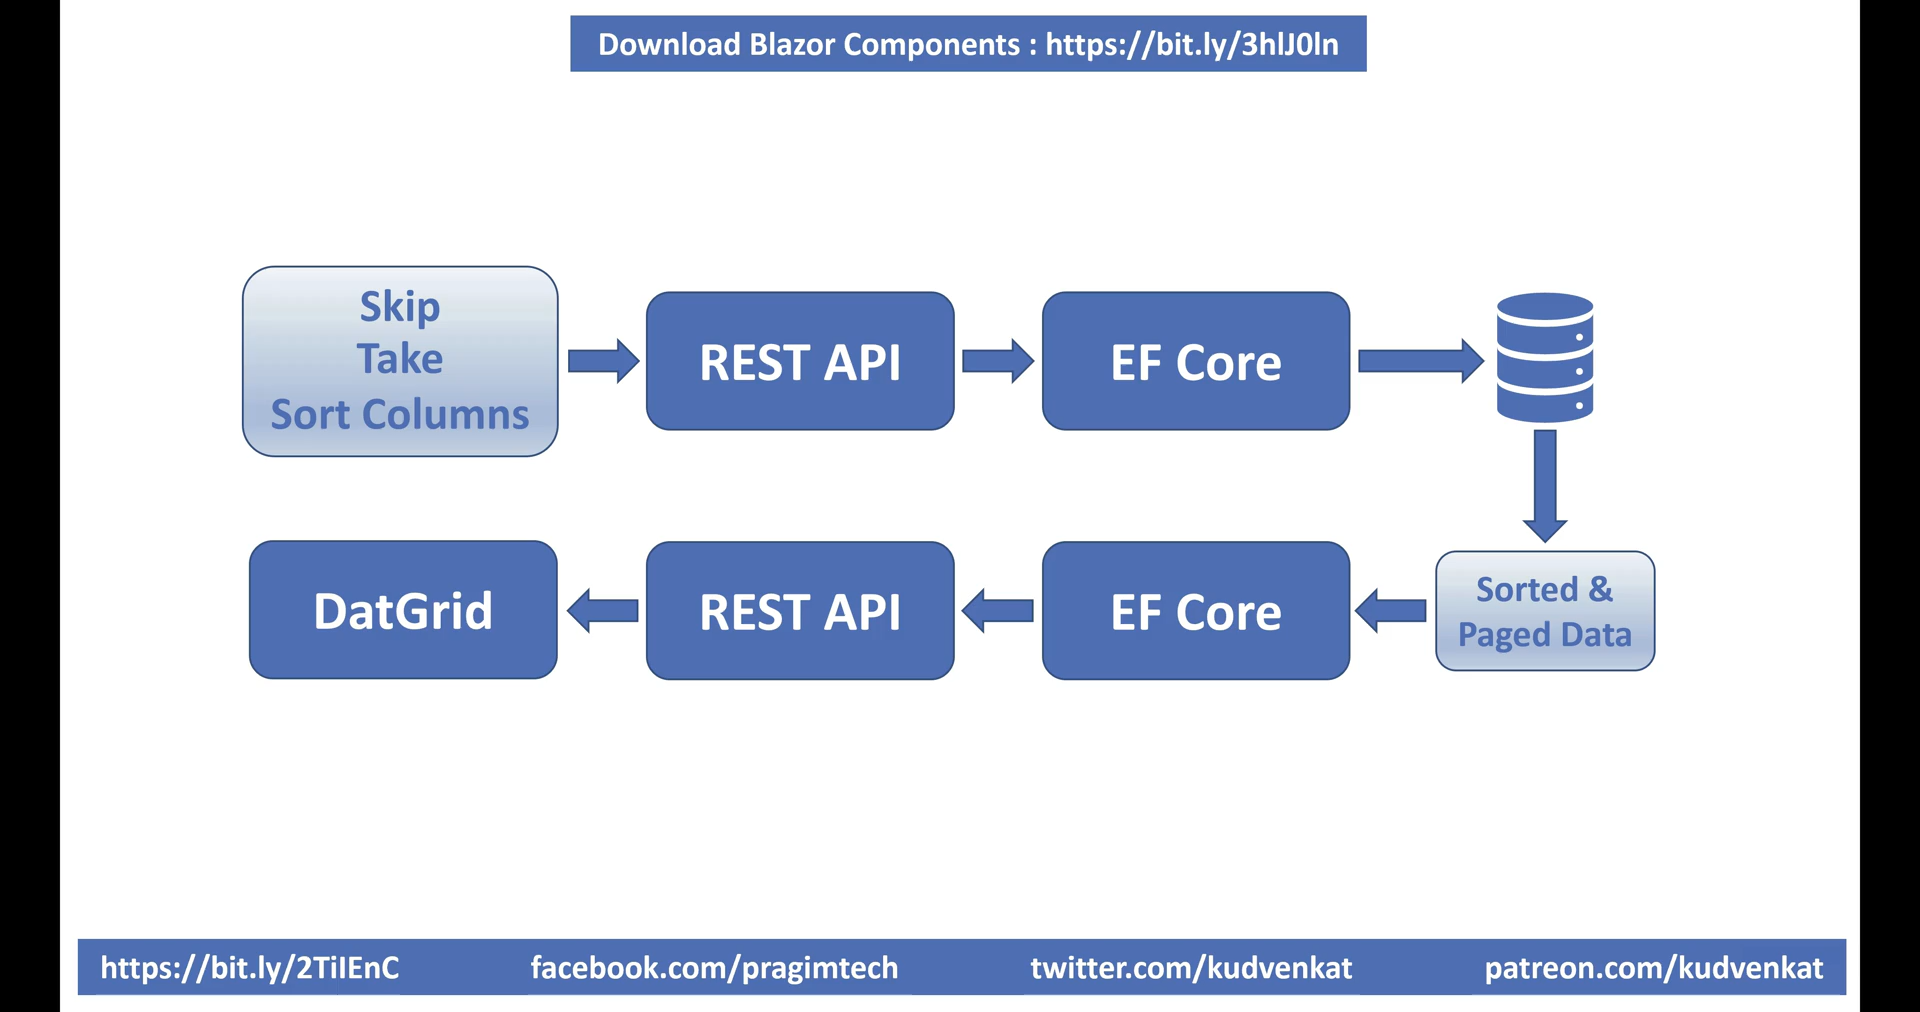 Download Blazor Components : https://bit.ly/3hlJ0ln
Skip
Take
Sort Columns
REST API
EF Core
DatGrid
REST API
EF Core
Sorted &
Paged Data
https://bit.ly/2TiIEnC
facebook.com/pragimtech
twitter.com/kudvenkat
patreon.com/kudvenkat